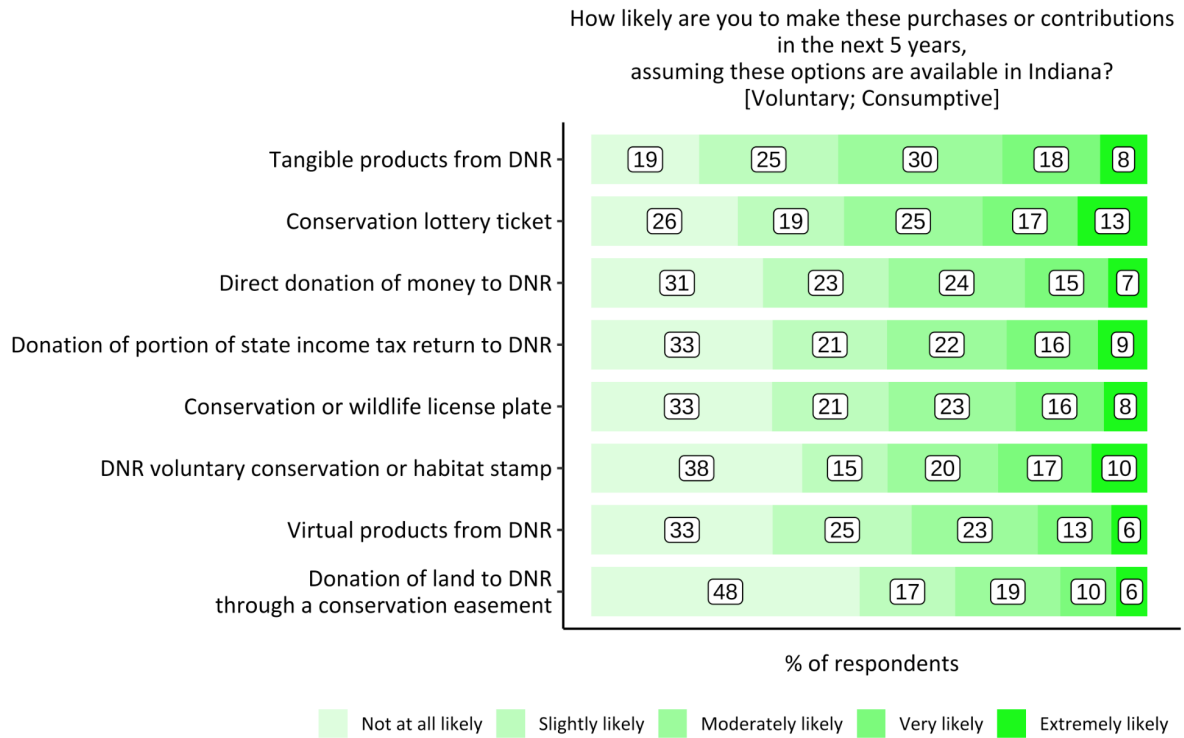 How likely are you to make these purchases or contributions
in the next 5 years,
assuming these options are available in Indiana?
[Voluntary; Consumptive]
Tangible products from DNR
19 25 30 18 8
Conservation lottery ticket
26 19 25 17 13
Direct donation of money to DNR
31 23 24 15 7
Donation of portion of state income tax return to DNR
33 21 22 16 9
Conservation or wildlife license plate
33 21 23 16 8
DNR voluntary conservation or habitat stamp
38 15 20 17 10
Virtual products from DNR
33 25 23 13 6
Donation of land to DNR
through a conservation easement
48 17 19 10 6
% of respondents
Not at all likely Slightly likely Moderately likely Very likely Extremely likely